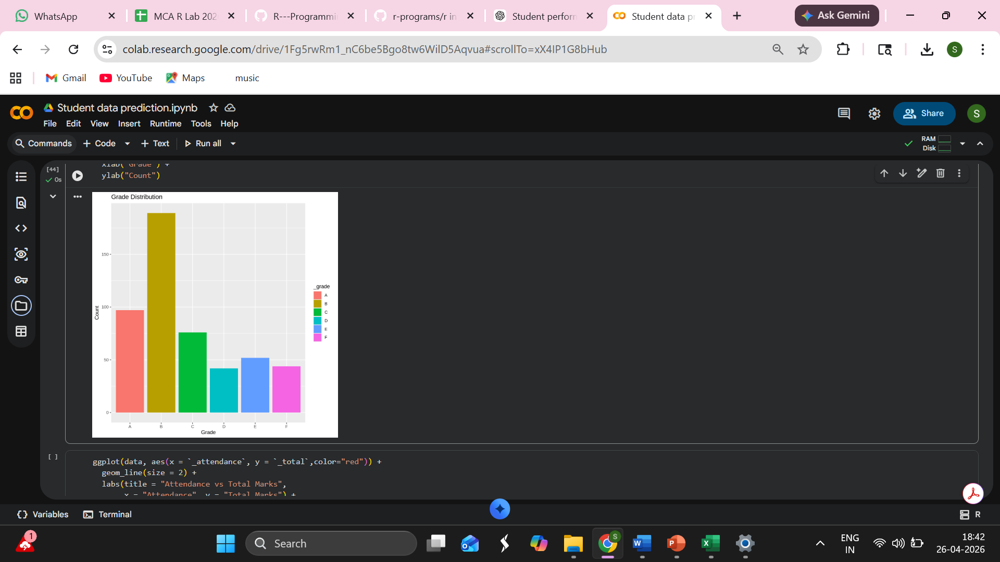 WhatsApp
MCA R Lab 202
R---Programmi
r-programs/r in
Student perform
Student data pr
Ask Gemini
colab.research.google.com/drive/1Fg5rwRm1_nC6be5Bgo8tw6WilD5Aqvua#scrollTo=xX4IP1G8bHub
S
Gmail
YouTube
Maps
music
Student data prediction.ipynb
File Edit View Insert Runtime Tools Help
Share
S
Commands
+ Code
+ Text
Run all
RAM
Disk
[44]
0s
xlab("Grade") +
ylab("Count")
Grade Distribution
150
100
50
0
Count
A B C D E F
Grade
_grade
A
B
C
D
E
F
[ ]
ggplot(data, aes(x = `_attendance`, y = `_total`,color="red")) +
geom_line(size = 2) +
labs(title = "Attendance vs Total Marks",
x = "Attendance", y = "Total Marks") +
{} Variables
Terminal
R
1
Search
S
ENG
IN
18:42
26-04-2026